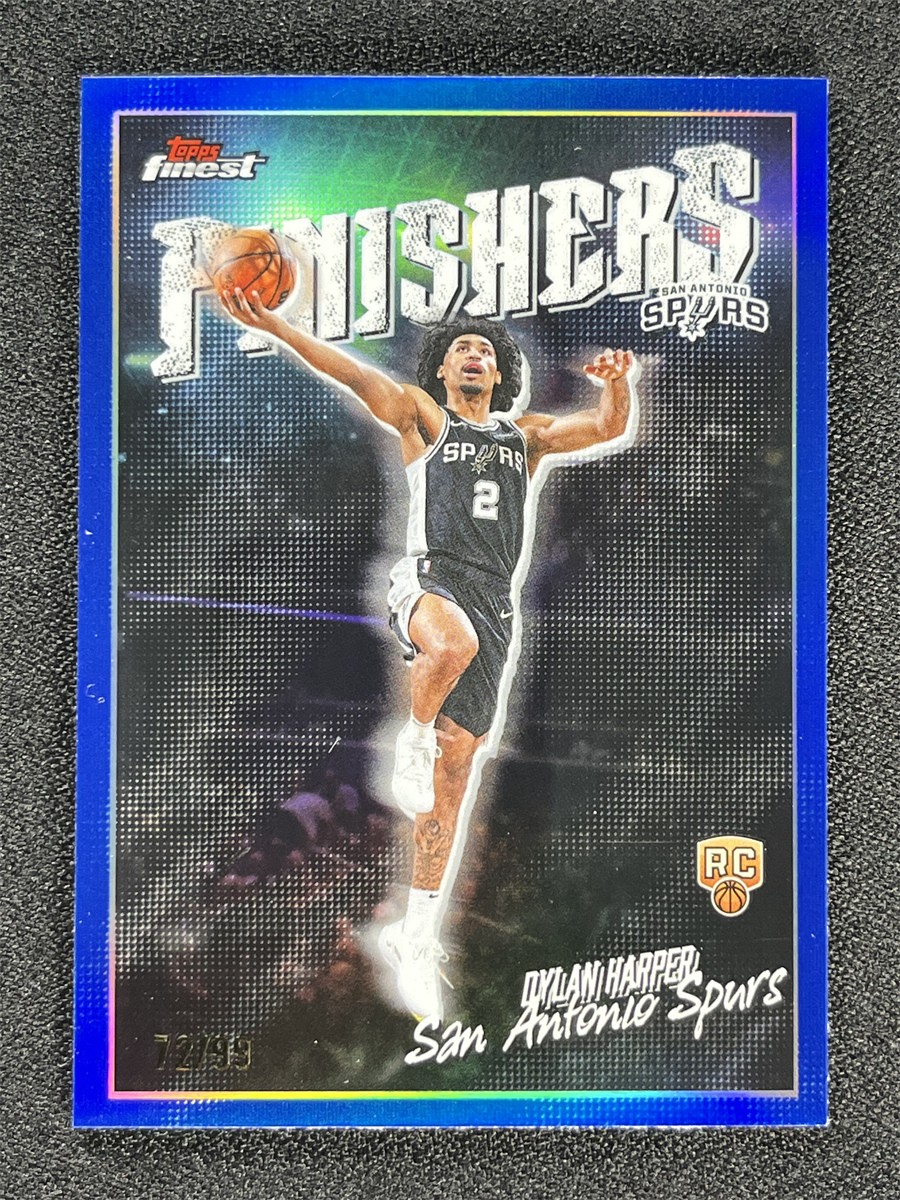 Topps
finest
FINISHERS
SAN ANTONIO
SPURS
SPURS
2
RC
DYLAN HARPER
San Antonio Spurs
72/99